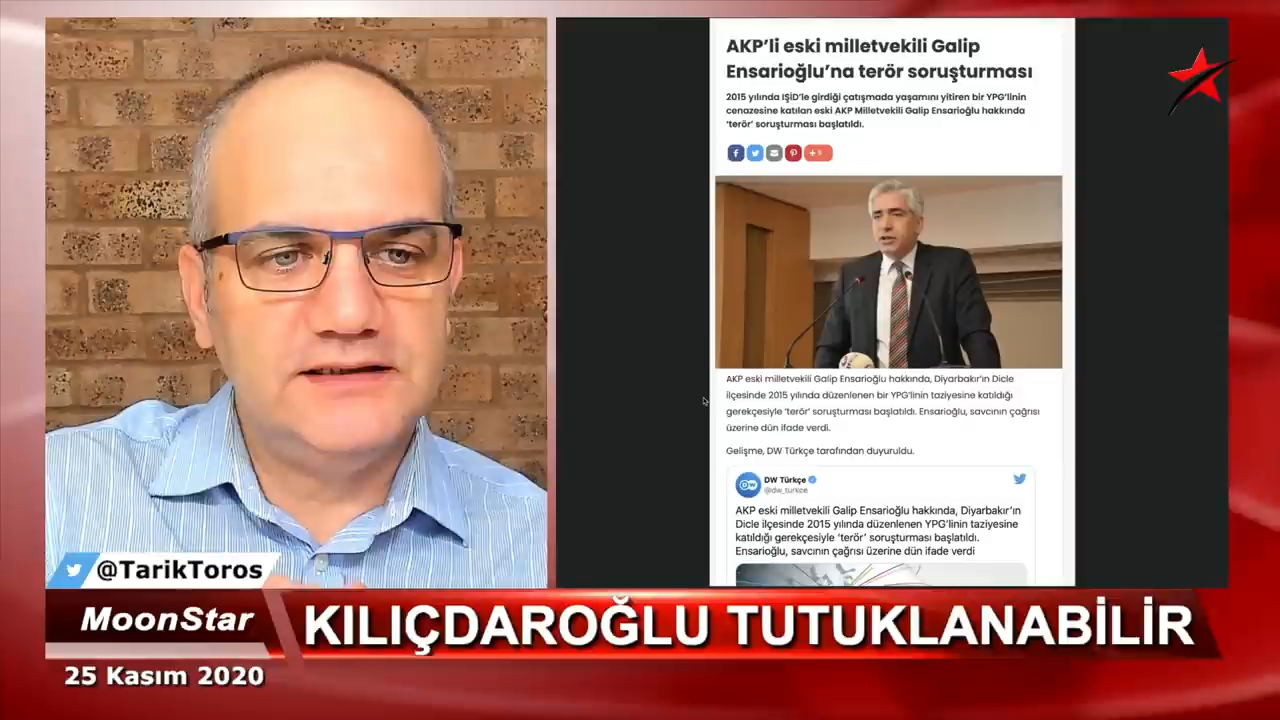 AKP'li eski milletvekili Galip
Ensarioğlu'na terör soruşturması
2015 yılında IŞİD'le girdiği çatışmada yaşamını yitiren bir YPG'linin
cenazesine katılan eski AKP Milletvekili Galip Ensarioğlu hakkında
'terör' soruşturması başlatıldı.
AKP eski milletvekili Galip Ensarioğlu hakkında, Diyarbakır'ın Dicle
ilçesinde 2015 yılında düzenlenen bir YPG'linin taziyesine katıldığı
gerekçesiyle 'terör' soruşturması başlatıldı. Ensarioğlu, savcının çağrısı
üzerine dün ifade verdi.
Gelişme, DW Türkçe tarafından duyuruldu.
DW DW Türkçe
@dw_turkce
AKP eski milletvekili Galip Ensarioğlu hakkında, Diyarbakır'ın
Dicle ilçesinde 2015 yılında düzenlenen YPG'linin taziyesine
katıldığı gerekçesiyle 'terör' soruşturması başlatıldı.
Ensarioğlu, savcının çağrısı üzerine dün ifade verdi
@TarikToros
MoonStar
KILIÇDAROĞLU TUTUKLANABİLİR
25 Kasım 2020